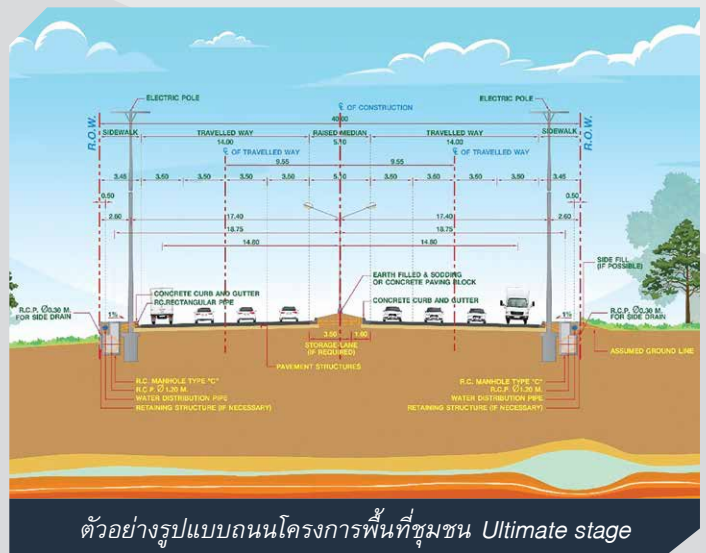 ELECTRIC POLE
℄ OF CONSTRUCTION
ELECTRIC POLE
R.O.W.
40.00
R.O.W.
SIDEWALK
TRAVELLED WAY
RAISED MEDIAN
TRAVELLED WAY
SIDEWALK
14.00
5.10
14.00
℄ OF TRAVELLED WAY
℄ OF TRAVELLED WAY
9.55
9.55
3.45
3.50
3.50
3.50
3.50
5.10
3.50
3.50
3.50
3.50
3.45
0.50
0.50
2.60
17.40
17.40
2.60
18.75
18.75
14.80
14.80
SIDE FILL
(IF POSSIBLE)
EARTH FILLED & SODDING
OR CONCRETE PAVING BLOCK
CONCRETE CURB AND GUTTER
RC.RECTANGULAR PIPE
CONCRETE CURB AND GUTTER
R.C.P. Ø0.30 M.
FOR SIDE DRAIN
1%
1%
R.C.P. Ø0.30 M.
FOR SIDE DRAIN
3.50
1.60
STORAGE LANE
(IF REQUIRED)
ASSUMED GROUND LINE
PAVEMENT STRUCTURES
R.C. MANHOLE TYPE "C"
R.C.P. Ø1.20 M.
WATER DISTRIBUTION PIPE
RETAINING STRUCTURE (IF NECESSARY)
R.C. MANHOLE TYPE "C"
R.C.P. Ø1.20 M.
WATER DISTRIBUTION PIPE
RETAINING STRUCTURE (IF NECESSARY)
ตัวอย่างรูปแบบถนนโครงการพื้นที่ชุมชน Ultimate stage